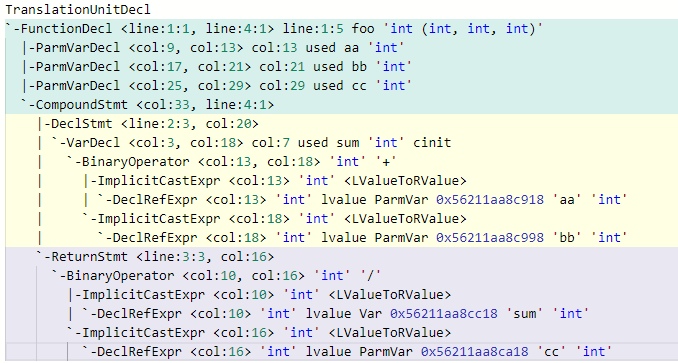 TranslationUnitDecl
`-FunctionDecl <line:1:1, line:4:1> line:1:5 foo 'int (int, int, int)'
  |-ParmVarDecl <col:9, col:13> col:13 used aa 'int'
  |-ParmVarDecl <col:17, col:21> col:21 used bb 'int'
  |-ParmVarDecl <col:25, col:29> col:29 used cc 'int'
  `-CompoundStmt <col:33, line:4:1>
    |-DeclStmt <line:2:3, col:20>
    | `-VarDecl <col:3, col:18> col:7 used sum 'int' cinit
    |   `-BinaryOperator <col:13, col:18> 'int' '+'
    |     |-ImplicitCastExpr <col:13> 'int' <LValueToRValue>
    |     | `-DeclRefExpr <col:13> 'int' lvalue ParmVar 0x56211aa8c918 'aa' 'int'
    |     `-ImplicitCastExpr <col:18> 'int' <LValueToRValue>
    |       `-DeclRefExpr <col:18> 'int' lvalue ParmVar 0x56211aa8c998 'bb' 'int'
    `-ReturnStmt <line:3:3, col:16>
      `-BinaryOperator <col:10, col:16> 'int' '/'
        |-ImplicitCastExpr <col:10> 'int' <LValueToRValue>
        | `-DeclRefExpr <col:10> 'int' lvalue Var 0x56211aa8cc18 'sum' 'int'
        `-ImplicitCastExpr <col:16> 'int' <LValueToRValue>
          `-DeclRefExpr <col:16> 'int' lvalue ParmVar 0x56211aa8ca18 'cc' 'int'